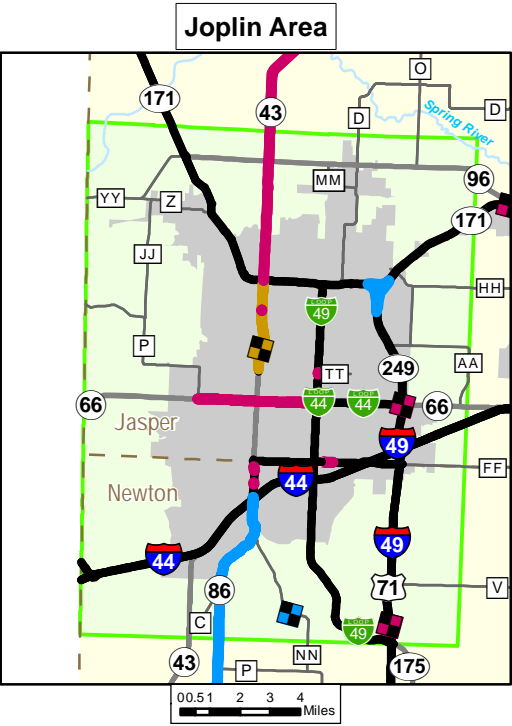 Joplin Area
O
171
43
D
D
Spring River
MM
96
YY
Z
171
JJ
HH
LOOP
49
P
TT
249
AA
66
LOOP
44
LOOP
44
66
Jasper
49
44
FF
Newton
49
44
86
71
V
C
LOOP
49
NN
43
P
175
0 0.5 1 2 3 4
Miles